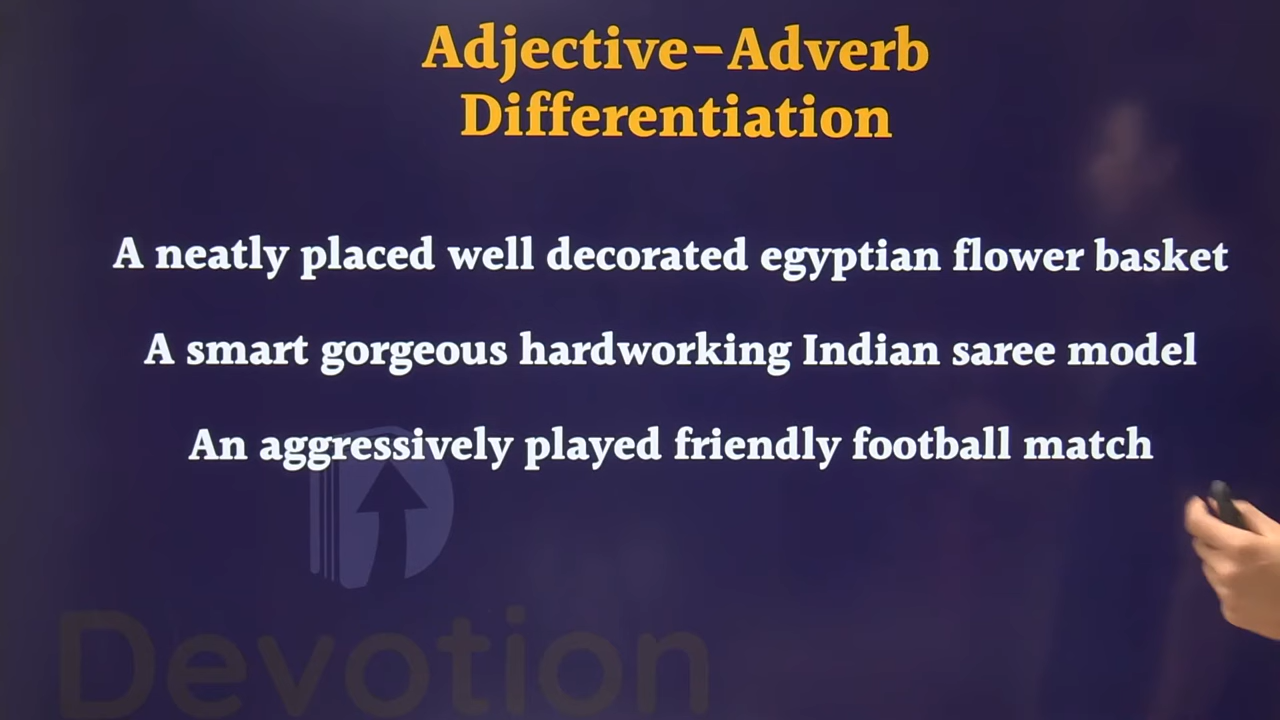 Adjective–Adverb
Differentiation
A neatly placed well decorated egyptian flower basket
A smart gorgeous hardworking Indian saree model
An aggressively played friendly football match
Devotion